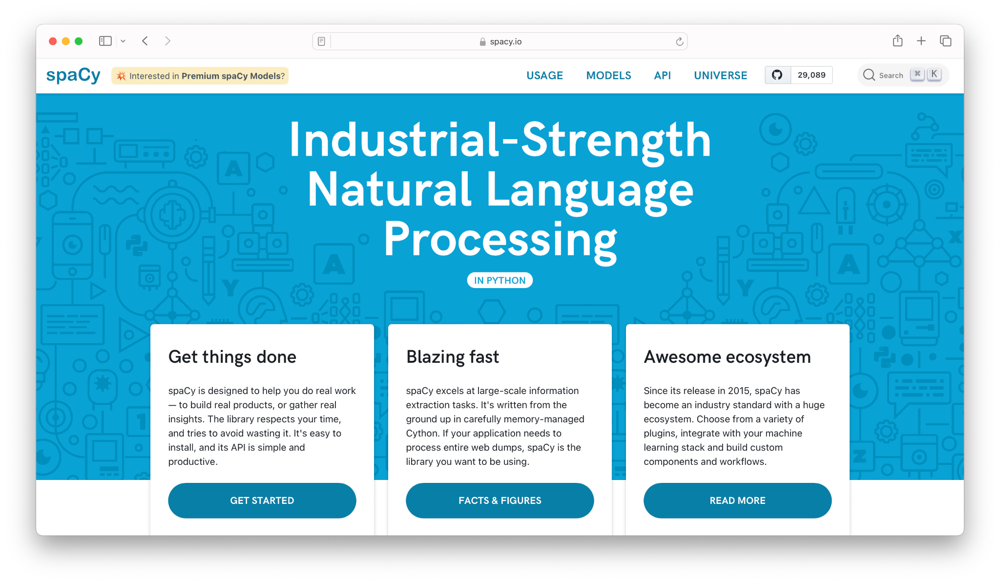 spacy.io
spaCy
💥 Interested in Premium spaCy Models?
USAGE
MODELS
API
UNIVERSE
29,089
Search ⌘ K
Industrial-Strength
Natural Language
Processing
IN PYTHON
A
A
Y
A
Y
X
1
Z
Get things done
spaCy is designed to help you do real work
— to build real products, or gather real
insights. The library respects your time,
and tries to avoid wasting it. It's easy to
install, and its API is simple and
productive.
GET STARTED
Blazing fast
spaCy excels at large-scale information
extraction tasks. It's written from the
ground up in carefully memory-managed
Cython. If your application needs to
process entire web dumps, spaCy is the
library you want to be using.
FACTS & FIGURES
Awesome ecosystem
Since its release in 2015, spaCy has
become an industry standard with a huge
ecosystem. Choose from a variety of
plugins, integrate with your machine
learning stack and build custom
components and workflows.
READ MORE